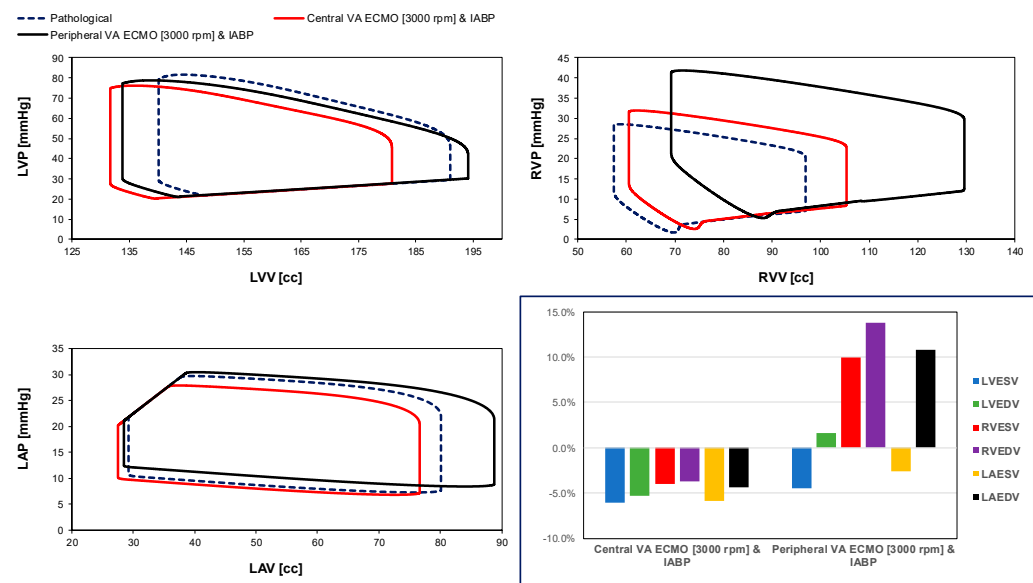 Pathological
Central VA ECMO [3000 rpm] & IABP
Peripheral VA ECMO [3000 rpm] & IABP
LVP [mmHg]
90
80
70
60
50
40
30
20
10
0
125 135 145 155 165 175 185 195
LVV [cc]
RVP [mmHg]
45
40
35
30
25
20
15
10
5
0
50 60 70 80 90 100 110 120 130 140
RVV [cc]
LAP [mmHg]
35
30
25
20
15
10
5
0
20 30 40 50 60 70 80 90
LAV [cc]
15.0%
10.0%
5.0%
0.0%
-5.0%
-10.0%
Central VA ECMO [3000 rpm] & IABP
Peripheral VA ECMO [3000 rpm] & IABP
LVESV
LVEDV
RVESV
RVEDV
LAESV
LAEDV